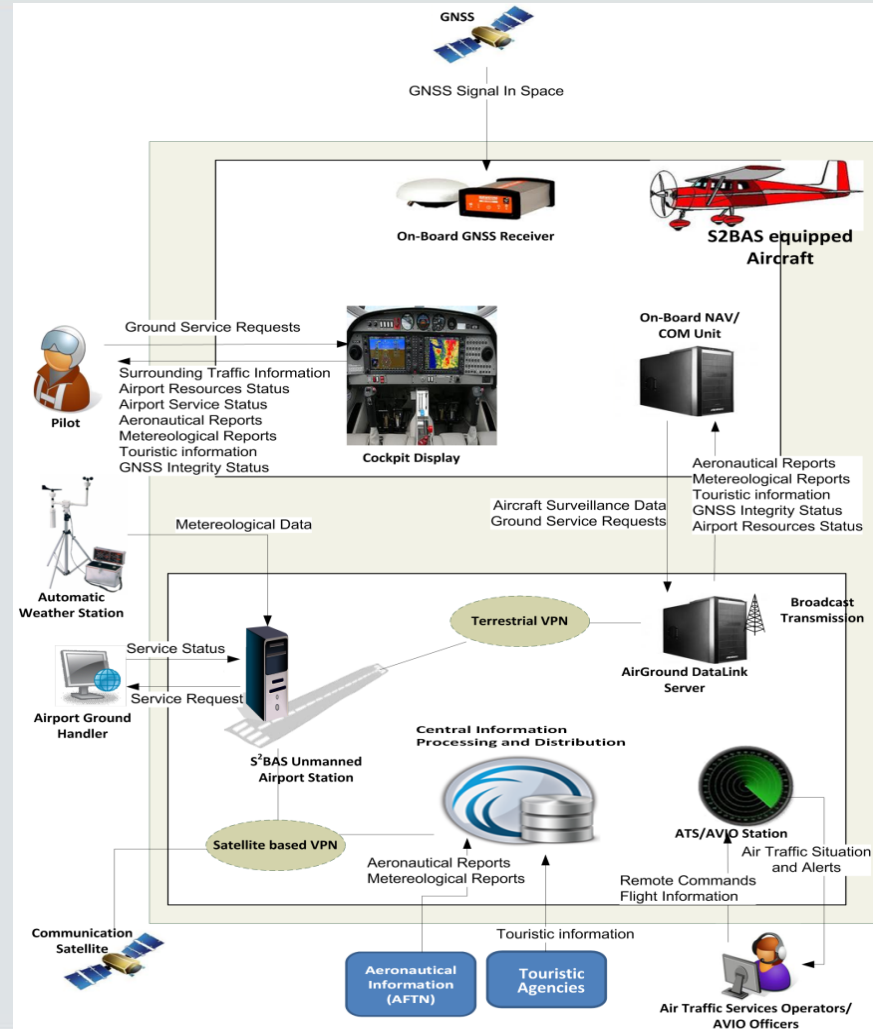 GNSS
GNSS Signal In Space
On-Board GNSS Receiver
S2BAS equipped
Aircraft
Ground Service Requests
On-Board NAV/
COM Unit
Surrounding Traffic Information
Airport Resources Status
Airport Service Status
Aeronautical Reports
Metereological Reports
Touristic information
GNSS Integrity Status
Pilot
Cockpit Display
Aeronautical Reports
Metereological Reports
Touristic information
GNSS Integrity Status
Airport Resources Status
Aircraft Surveillance Data
Ground Service Requests
Metereological Data
Automatic
Weather Station
Terrestrial VPN
Broadcast
Transmission
Service Status
AirGround DataLink
Server
Service Request
Airport Ground
Handler
Central Information
Processing and Distribution
S²BAS Unmanned
Airport Station
Satellite based VPN
ATS/AVIO Station
Aeronautical Reports
Metereological Reports
Air Traffic Situation
and Alerts
Remote Commands
Flight Information
Communication
Satellite
Touristic information
Aeronautical
Information
(AFTN)
Touristic
Agencies
Air Traffic Services Operators/
AVIO Officers